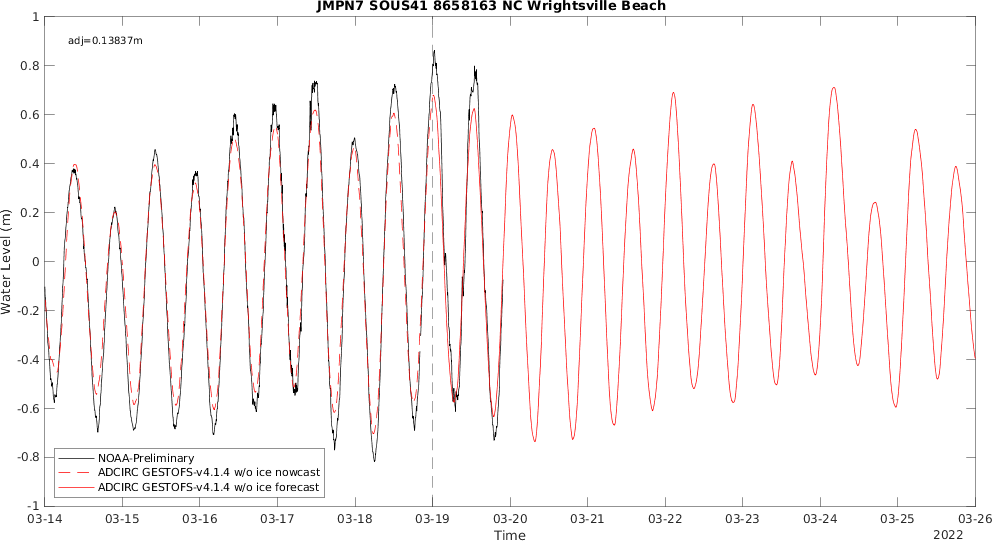 JMPN7 SOUS41 8658163 NC Wrightsville Beach
adj=0.13837m
1
0.8
0.6
0.4
0.2
0
-0.2
-0.4
-0.6
-0.8
-1
Water Level (m)
NOAA-Preliminary
ADCIRC GESTOFS-v4.1.4 w/o ice nowcast
ADCIRC GESTOFS-v4.1.4 w/o ice forecast
03-14 03-15 03-16 03-17 03-18 03-19 03-20 03-21 03-22 03-23 03-24 03-25 03-26
Time
2022